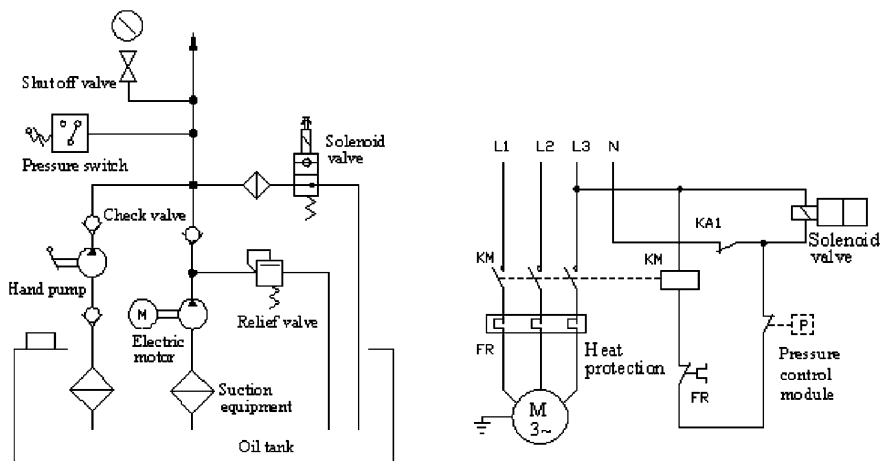 Shut off valve
Pressure switch
Solenoid
valve
Check valve
Hand pump
M
Electric
motor
Relief valve
Suction
equipment
Oil tank
L1 L2 L3 N
KA1
Solenoid
valve
KM
KM
P
FR
Heat
protection
Pressure
control
module
FR
M
3~